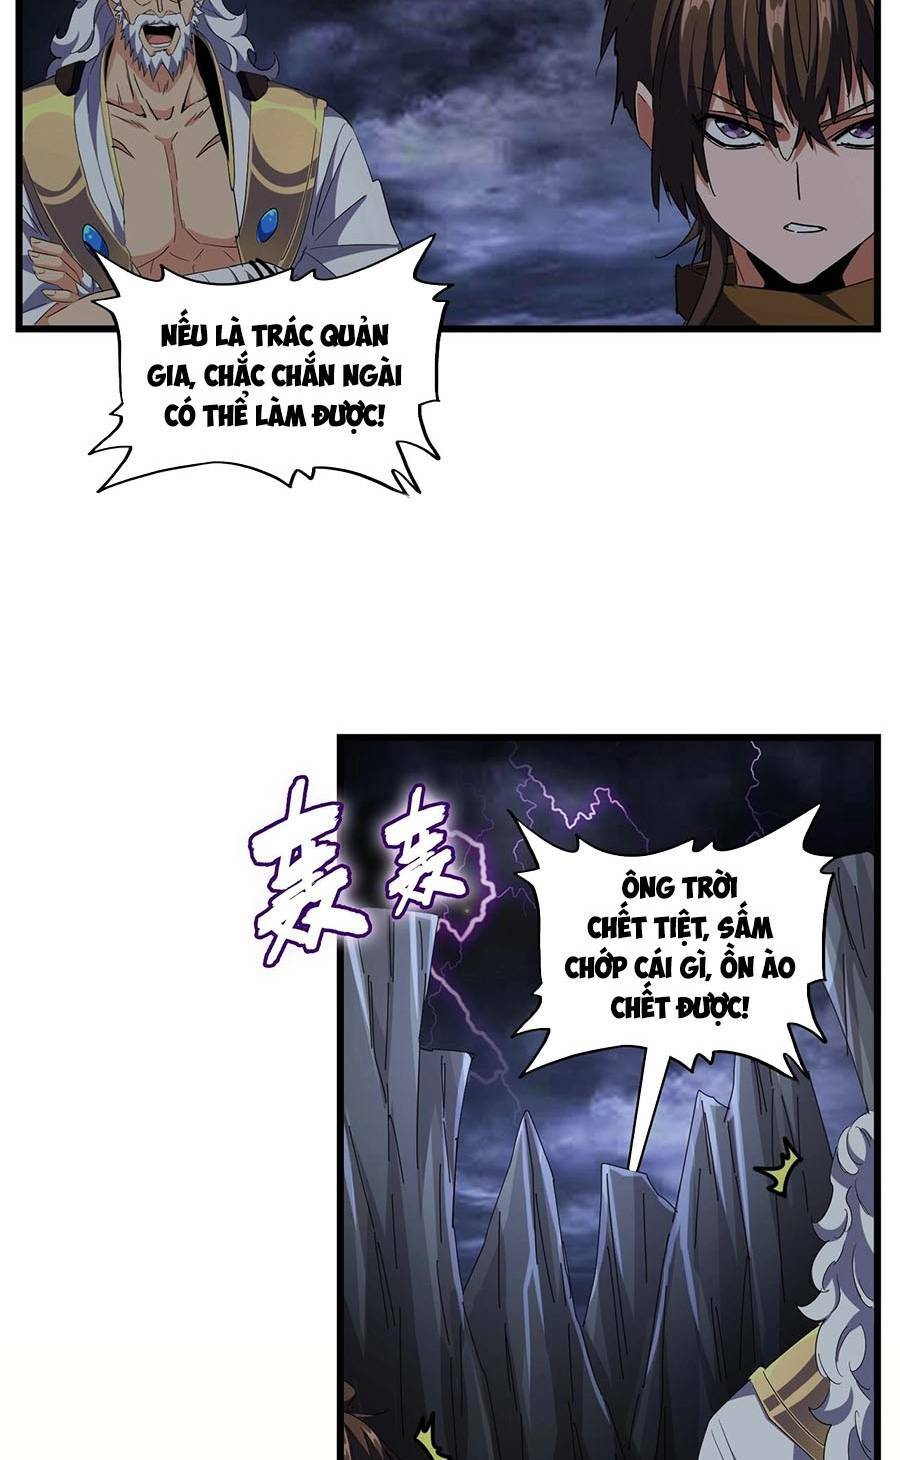 NẾU LÀ TRÁC QUẢN
GIA, CHẮC CHẮN NGÀI
CÓ THỂ LÀM ĐƯỢC!
轰轰
ÔNG TRỜI
CHẾT TIỆT, SẤM
CHỚP CÁI GÌ, ỒN ÀO
CHẾT ĐƯỢC!